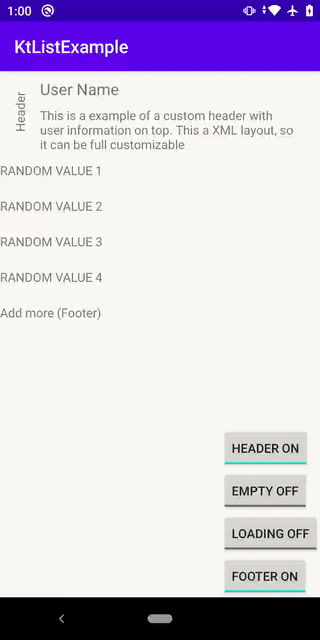 1:00
KtListExample
Header
User Name
This is a example of a custom header with
user information on top. This a XML layout, so
it can be full customizable
RANDOM VALUE 1
RANDOM VALUE 2
RANDOM VALUE 3
RANDOM VALUE 4
Add more (Footer)
HEADER ON
EMPTY OFF
LOADING OFF
FOOTER ON